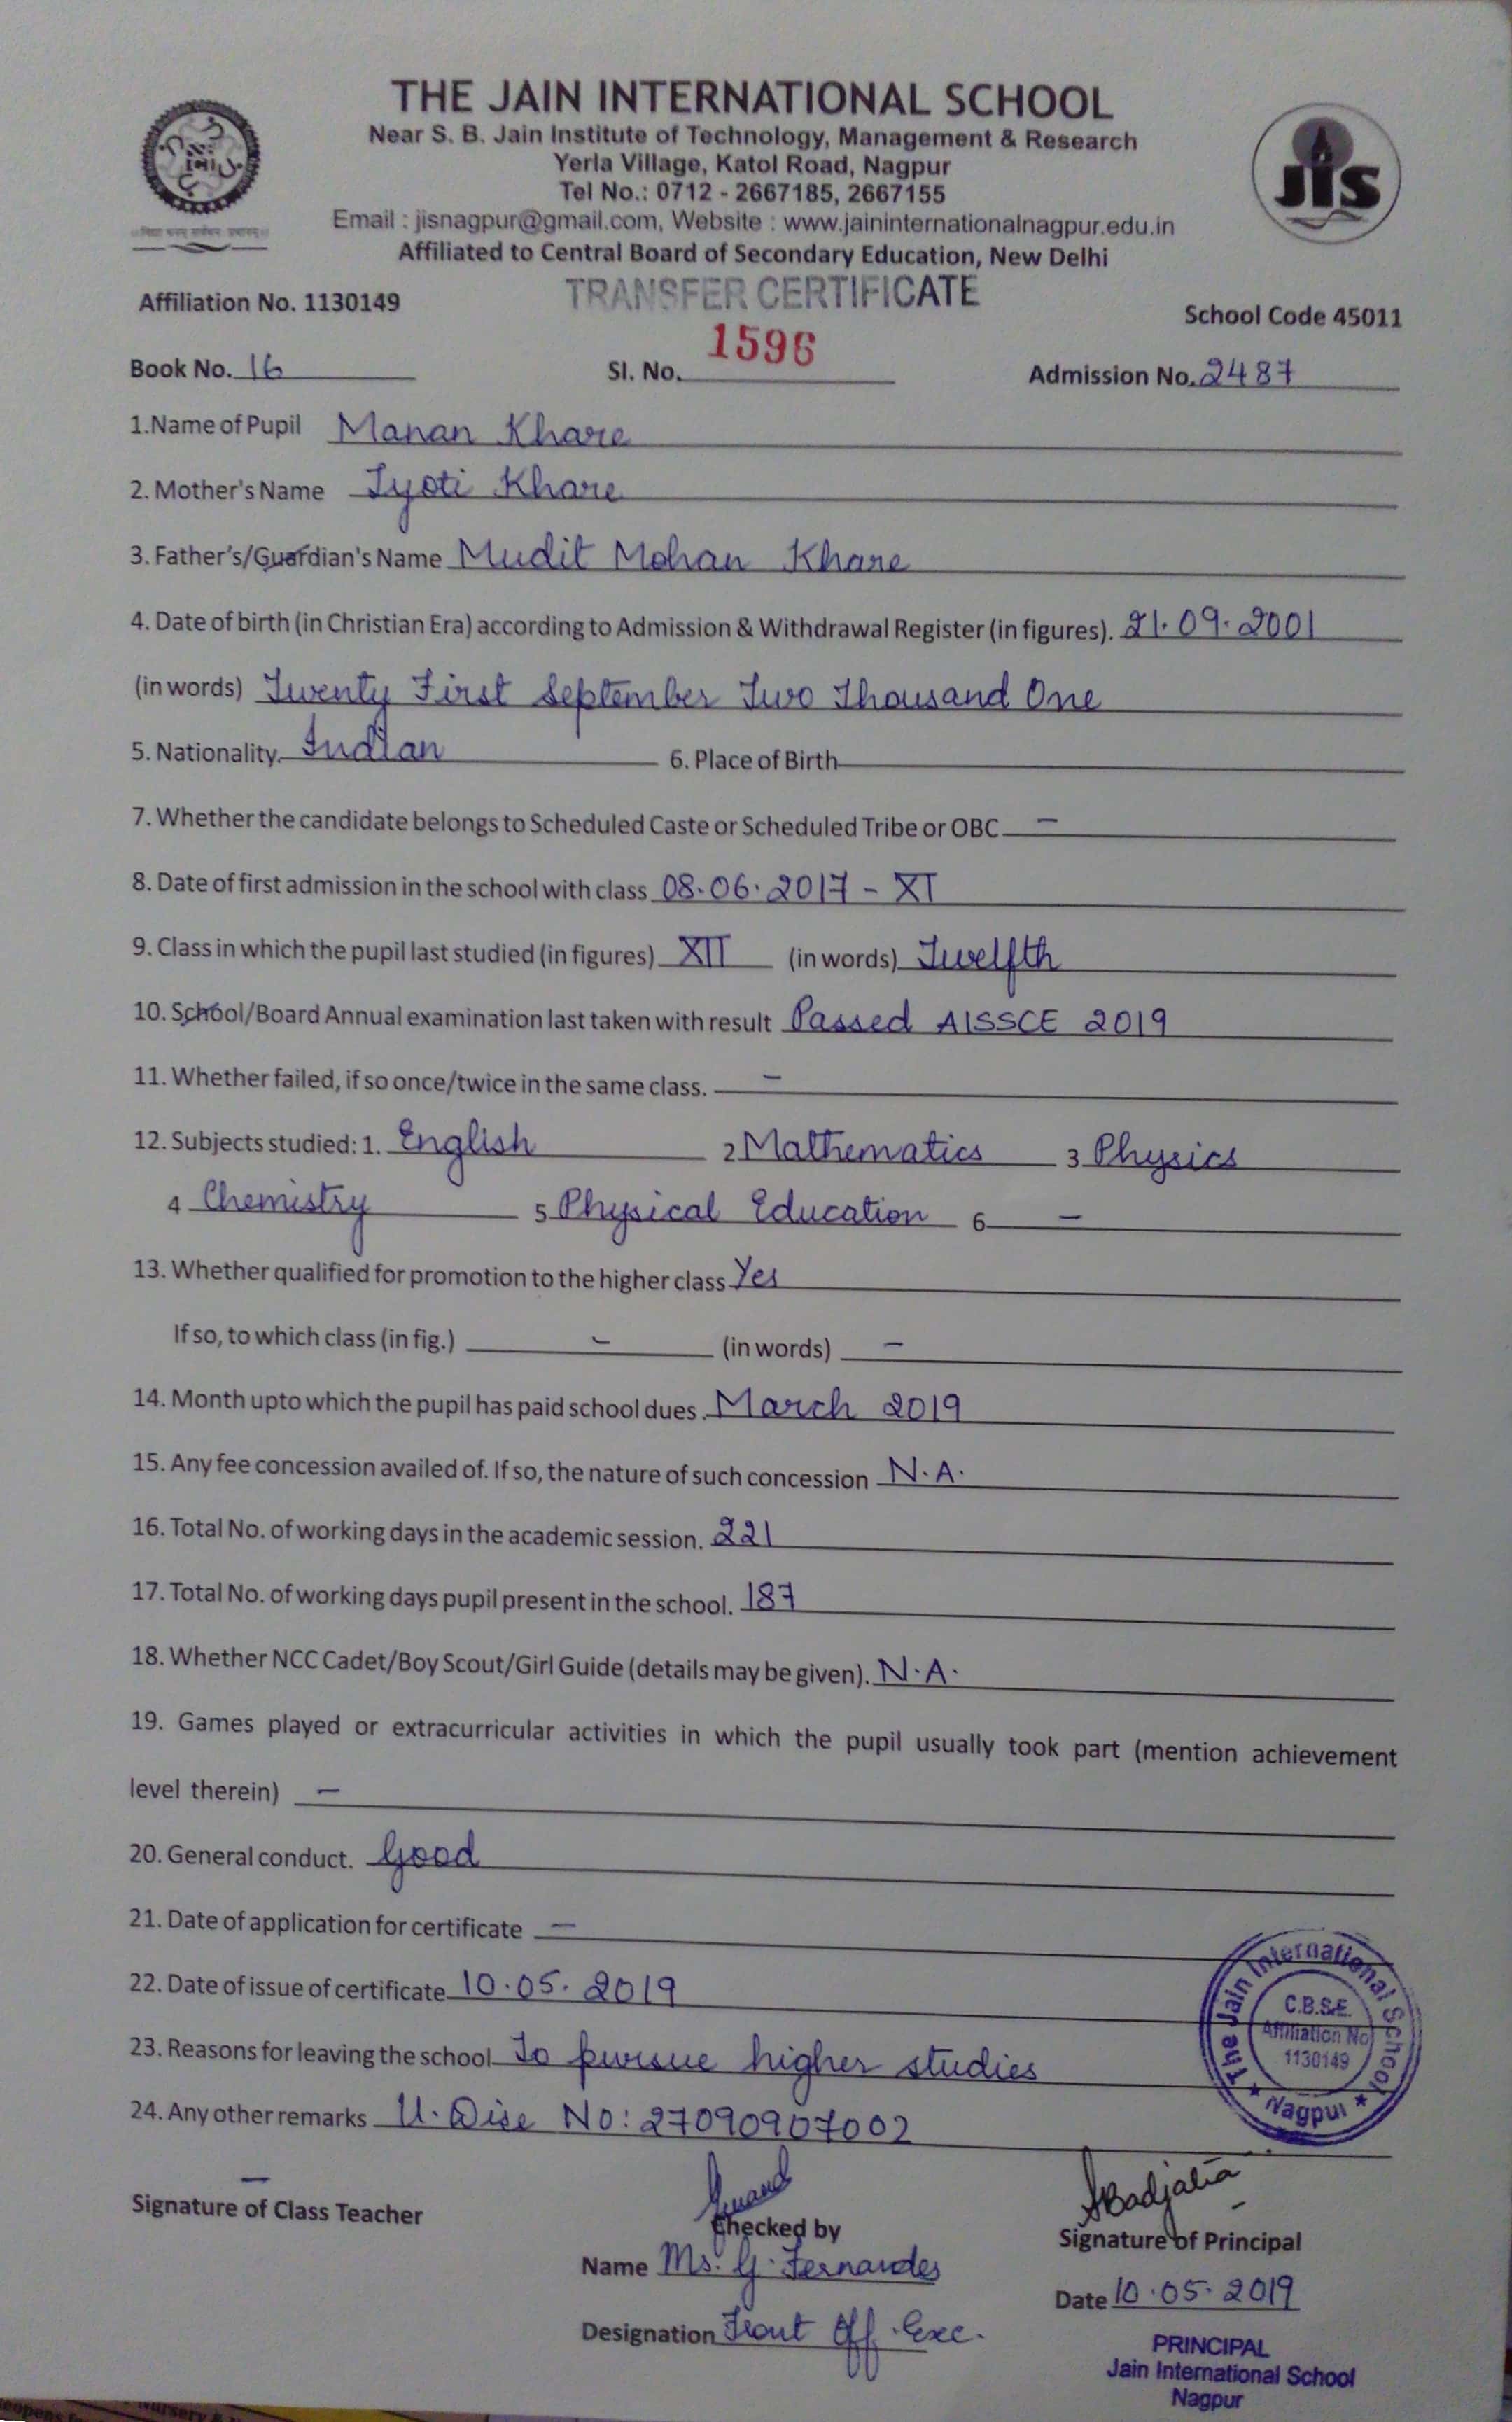 THE JAIN INTERNATIONAL SCHOOL
Near S. B. Jain Institute of Technology, Management & Research
Yerla Village, Katol Road, Nagpur
Tel No.: 0712 - 2667185, 2667155
Email : jisnagpur@gmail.com, Website : www.jaininternationalnagpur.edu.in
Affiliated to Central Board of Secondary Education, New Delhi
JIS
TRANSFER CERTIFICATE
Affiliation No. 1130149
School Code 45011
Book No. 16 Sl. No. 1596 Admission No. 2487
1.Name of Pupil Manan Khare
2. Mother's Name Jyoti Khare
3. Father's/Guardian's Name Mudit Mohan Khare
4. Date of birth (in Christian Era) according to Admission & Withdrawal Register (in figures). 21.09.2001
(in words) Twenty First September Two Thousand One
5. Nationality. Indian 6. Place of Birth
7. Whether the candidate belongs to Scheduled Caste or Scheduled Tribe or OBC –
8. Date of first admission in the school with class 08.06.2017 - XI
9. Class in which the pupil last studied (in figures) XII (in words) Twelfth
10. School/Board Annual examination last taken with result Passed AISSCE 2019
11. Whether failed, if so once/twice in the same class. –
12. Subjects studied: 1. English 2 Mathematics 3 Physics
4 Chemistry 5 Physical Education 6 –
13. Whether qualified for promotion to the higher class Yes
If so, to which class (in fig.) – (in words) –
14. Month upto which the pupil has paid school dues. March 2019
15. Any fee concession availed of. If so, the nature of such concession N.A.
16. Total No. of working days in the academic session. 221
17. Total No. of working days pupil present in the school. 187
18. Whether NCC Cadet/Boy Scout/Girl Guide (details may be given). N.A.
19. Games played or extracurricular activities in which the pupil usually took part (mention achievement
level therein) –
20. General conduct. Good
21. Date of application for certificate –
22. Date of issue of certificate 10.05.2019
23. Reasons for leaving the school To pursue higher studies
24. Any other remarks U.Dise No: 27090907002
The Jain International School
C.B.S.E.
Affiliation No
1130149
★ Nagpur ★
–
Signature of Class Teacher
Checked by
ABadjatia
Signature of Principal
Name Ms. G. Fernandes
Date 10.05.2019
Designation Front Off. Exc.
PRINCIPAL
Jain International School
Nagpur